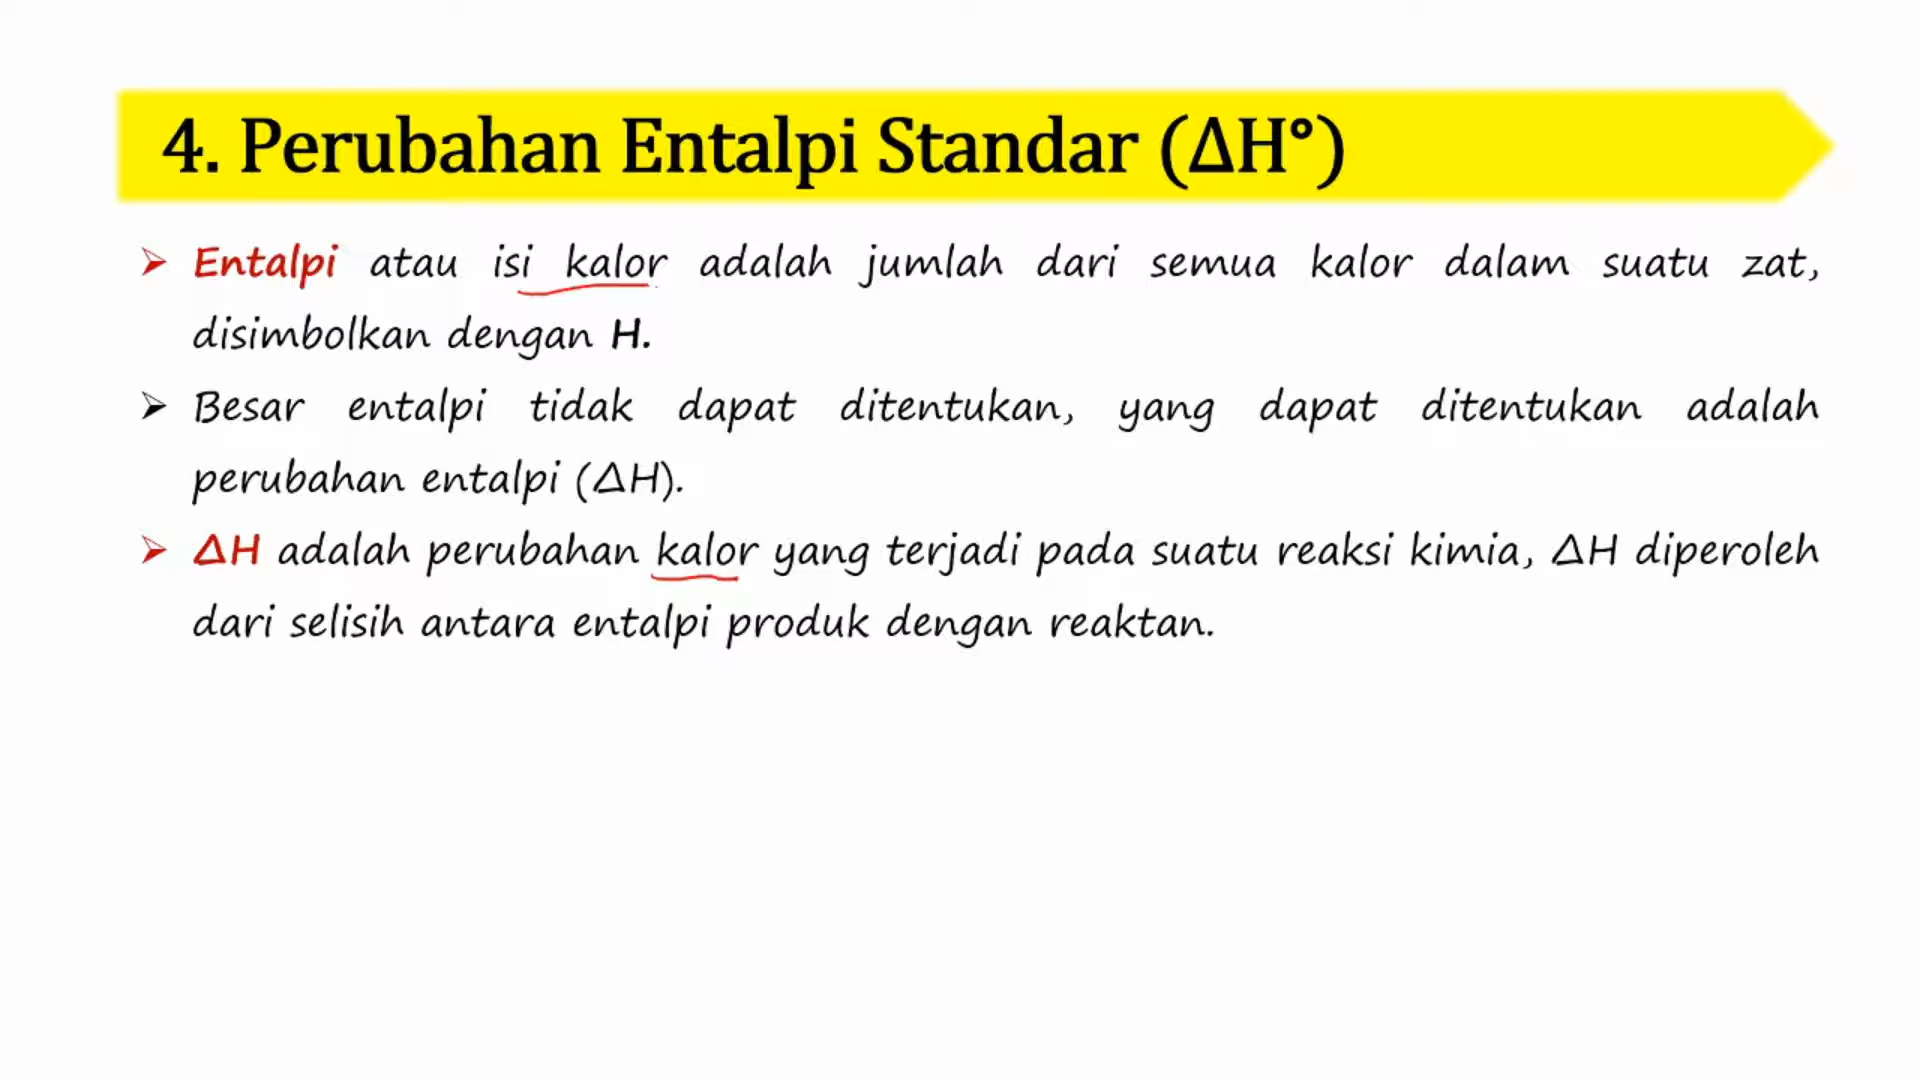 4. Perubahan Entalpi Standar (ΔH°)
➢ Entalpi atau isi kalor adalah jumlah dari semua kalor dalam suatu zat,
disimbolkan dengan H.
➢ Besar entalpi tidak dapat ditentukan, yang dapat ditentukan adalah
perubahan entalpi (ΔH).
➢ ΔH adalah perubahan kalor yang terjadi pada suatu reaksi kimia, ΔH diperoleh
dari selisih antara entalpi produk dengan reaktan.